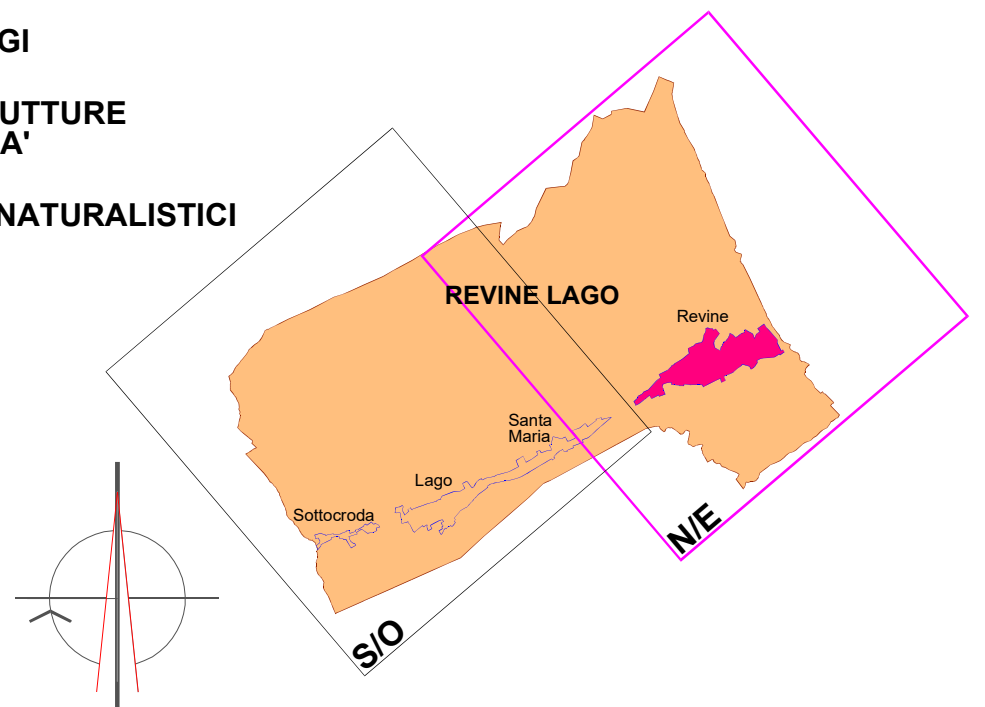 GI
UTTURE
A'
NATURALISTICI
REVINE LAGO
Revine
Santa
Maria
Lago
Sottocroda
N/E
S/O